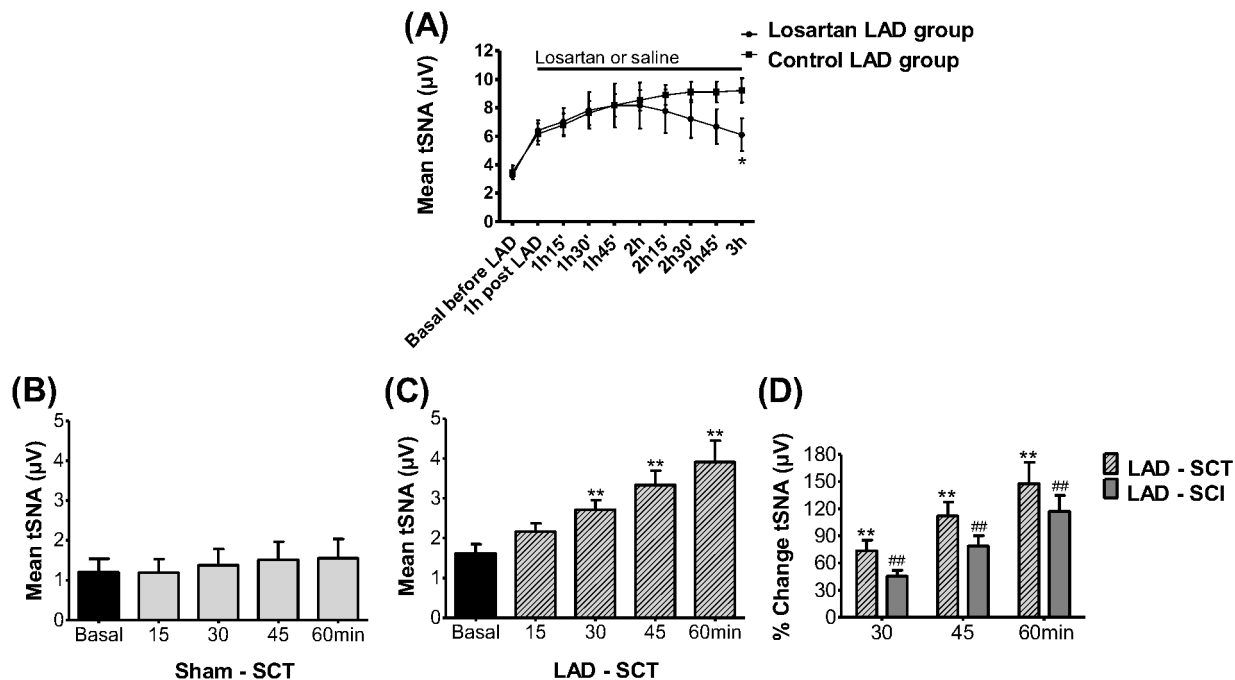 (A)
Losartan LAD group
Control LAD group
Losartan or saline
Mean tSNA (µV)
12
10
8
6
4
2
0
*
Basal before LAD
1h post LAD
1h15'
1h30'
1h45'
2h
2h15'
2h30'
2h45'
3h
(B)
Mean tSNA (µV)
5
4
3
2
1
0
Basal 15 30 45 60min
Sham - SCT
(C)
Mean tSNA (µV)
5
4
3
2
1
0
** ** **
Basal 15 30 45 60min
LAD - SCT
(D)
% Change tSNA (µV)
180
150
120
90
60
30
0
** ## ** ## ** ##
30 45 60min
LAD - SCT
LAD - SCI